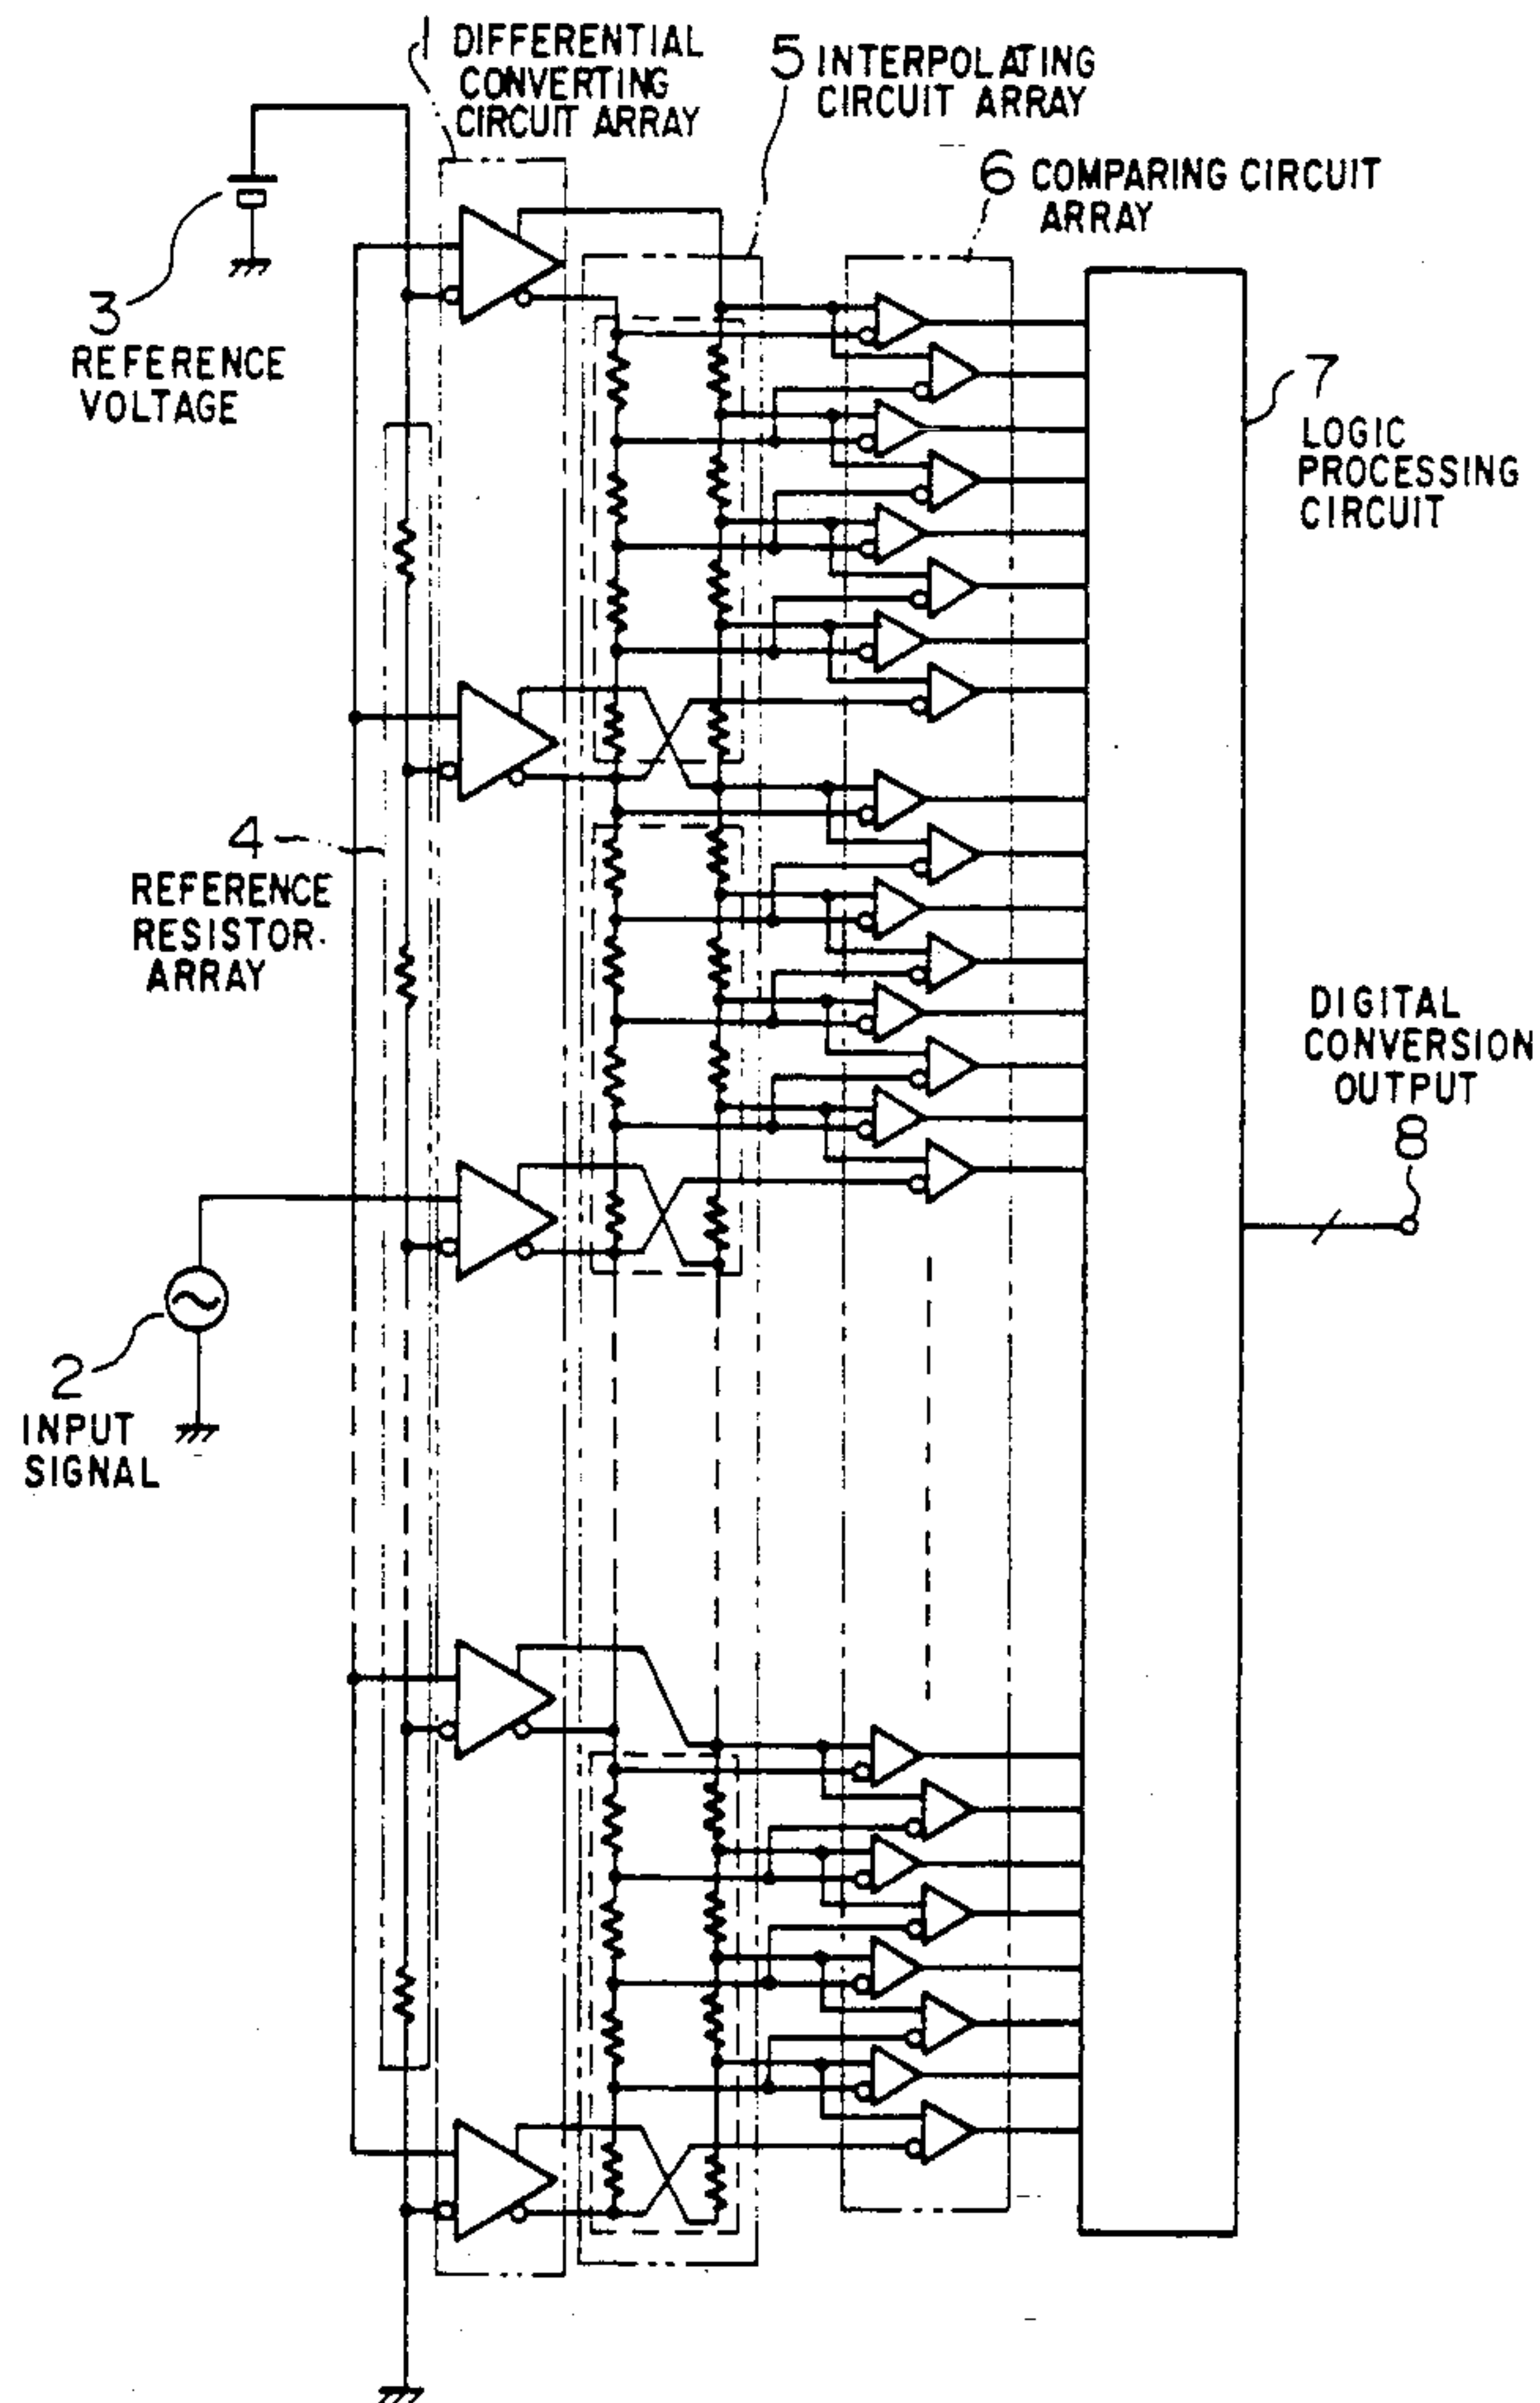 1 DIFFERENTIAL
CONVERTING
CIRCUIT ARRAY
5 INTERPOLATING
CIRCUIT ARRAY
6 COMPARING CIRCUIT
ARRAY
3
REFERENCE
VOLTAGE
7
LOGIC
PROCESSING
CIRCUIT
4
REFERENCE
RESISTOR
ARRAY
DIGITAL
CONVERSION
OUTPUT
8
2
INPUT
SIGNAL